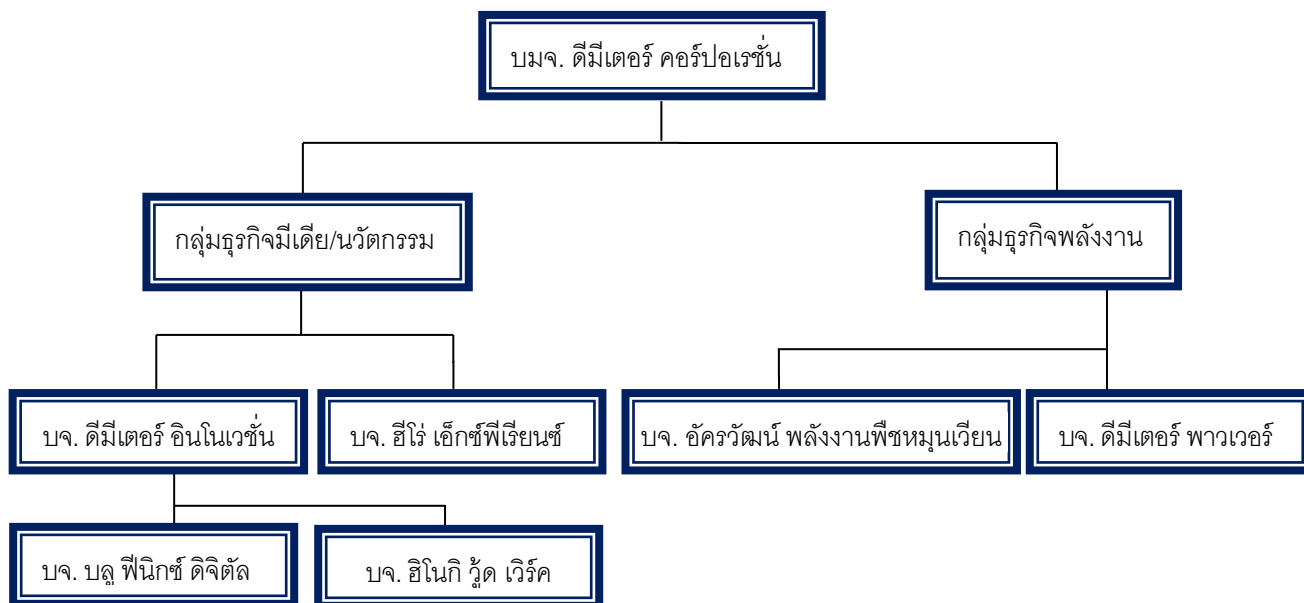 บมจ. ดีมีเตอร์ คอร์ปอเรชั่น
กลุ่มธุรกิจมีเดีย/นวัตกรรม
กลุ่มธุรกิจพลังงาน
บจ. ดีมีเตอร์ อินโนเวชั่น
บจ. ฮีโร่ เอ็กซ์พีเรียนซ์
บจ. อัครวัฒน์ พลังงานพืชหมุนเวียน
บจ. ดีมีเตอร์ พาวเวอร์
บจ. บลู ฟีนิกซ์ ดิจิตัล
บจ. ฮิโนกิ วู้ด เวิร์ค